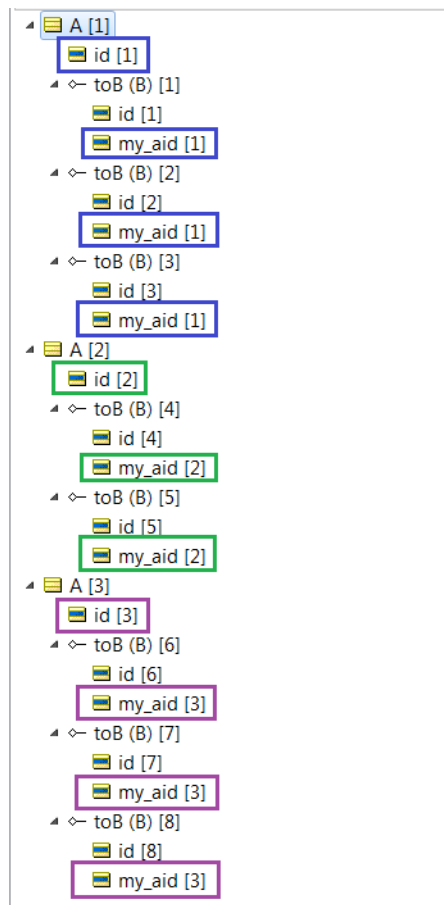 A [1]
id [1]
toB (B) [1]
id [1]
my_aid [1]
toB (B) [2]
id [2]
my_aid [1]
toB (B) [3]
id [3]
my_aid [1]
A [2]
id [2]
toB (B) [4]
id [4]
my_aid [2]
toB (B) [5]
id [5]
my_aid [2]
A [3]
id [3]
toB (B) [6]
id [6]
my_aid [3]
toB (B) [7]
id [7]
my_aid [3]
toB (B) [8]
id [8]
my_aid [3]